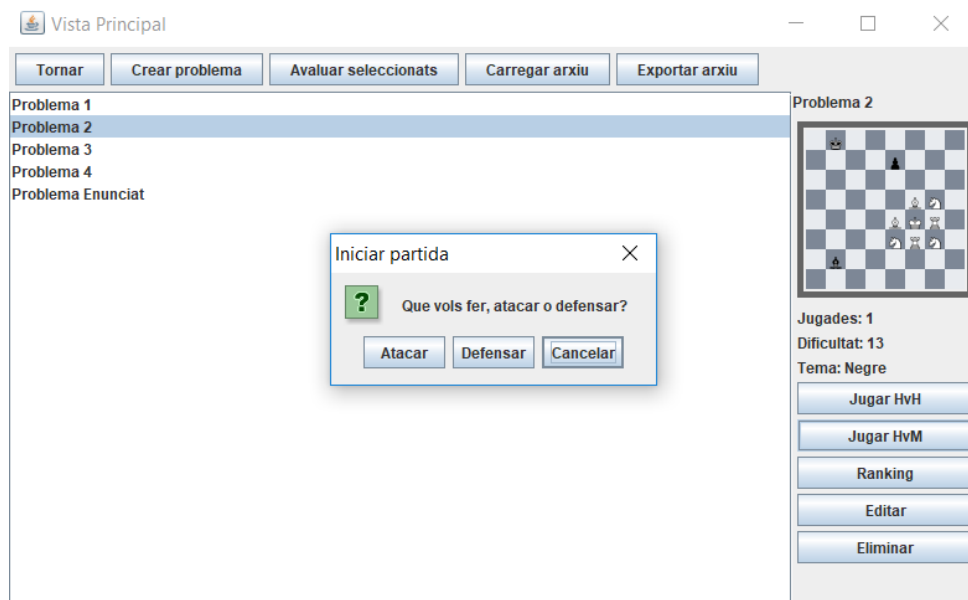 Vista Principal
Tornar Crear problema Avaluar seleccionats Carregar arxiu Exportar arxiu
Problema 1
Problema 2
Problema 3
Problema 4
Problema Enunciat
Iniciar partida
?
Que vols fer, atacar o defensar?
Atacar Defensar Cancelar
Problema 2
Jugades: 1
Dificultat: 13
Tema: Negre
Jugar HvH
Jugar HvM
Ranking
Editar
Eliminar